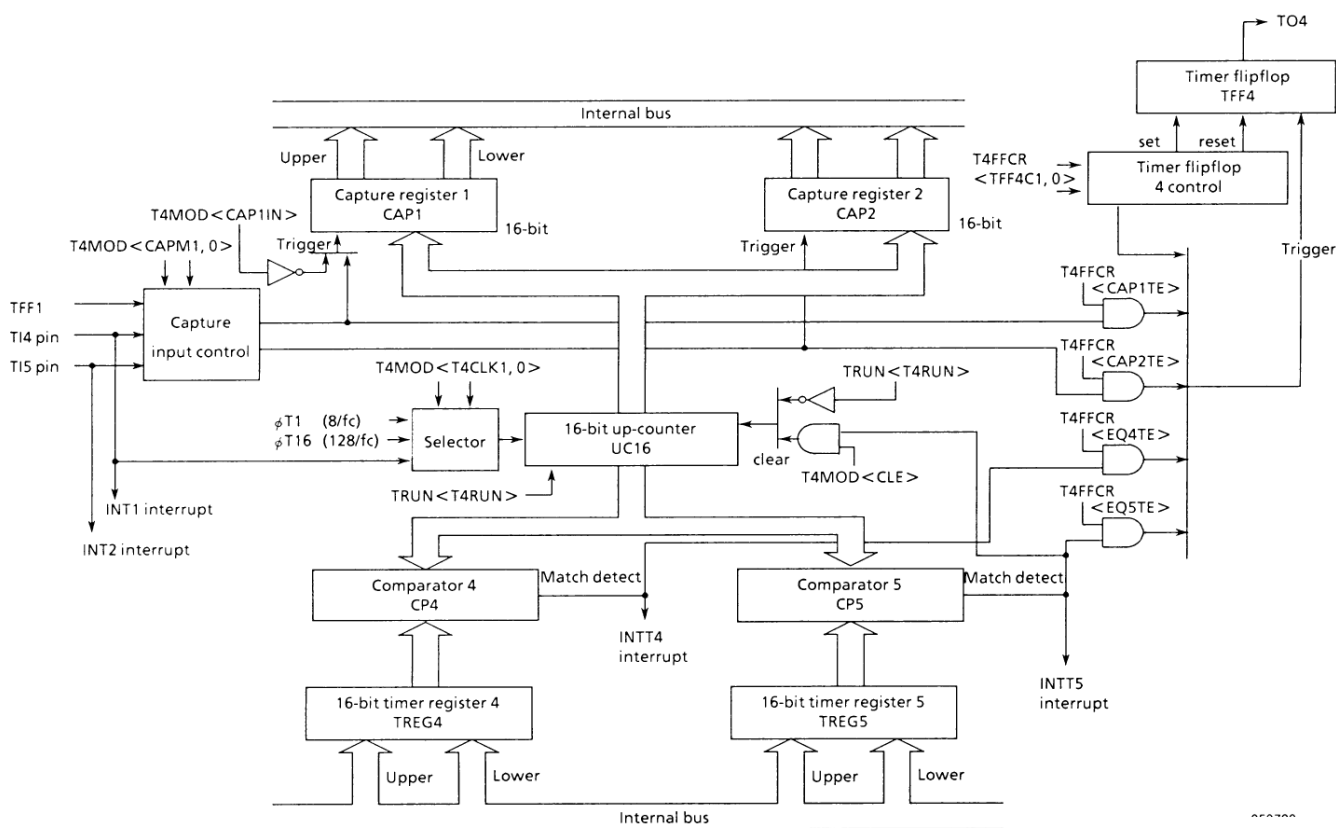 TO4
Timer flipflop
TFF4
Internal bus
set
reset
Upper
Lower
T4FFCR
<TFF4C1, 0>
Timer flipflop
4 control
Capture register 1
CAP1
16-bit
Capture register 2
CAP2
16-bit
T4MOD<CAP1IN>
T4MOD<CAPM1, 0>
Trigger
Trigger
Trigger
TFF1
TI4 pin
TI5 pin
Capture
input control
T4FFCR
<CAP1TE>
T4FFCR
<CAP2TE>
T4MOD<T4CLK1, 0>
TRUN<T4RUN>
φT1 (8/fc)
φT16 (128/fc)
Selector
16-bit up-counter
UC16
clear
T4MOD<CLE>
T4FFCR
<EQ4TE>
TRUN<T4RUN>
T4FFCR
<EQ5TE>
INT1 interrupt
INT2 interrupt
Comparator 4
CP4
Match detect
Comparator 5
CP5
Match detect
INTT4
interrupt
INTT5
interrupt
16-bit timer register 4
TREG4
16-bit timer register 5
TREG5
Upper
Lower
Upper
Lower
Internal bus